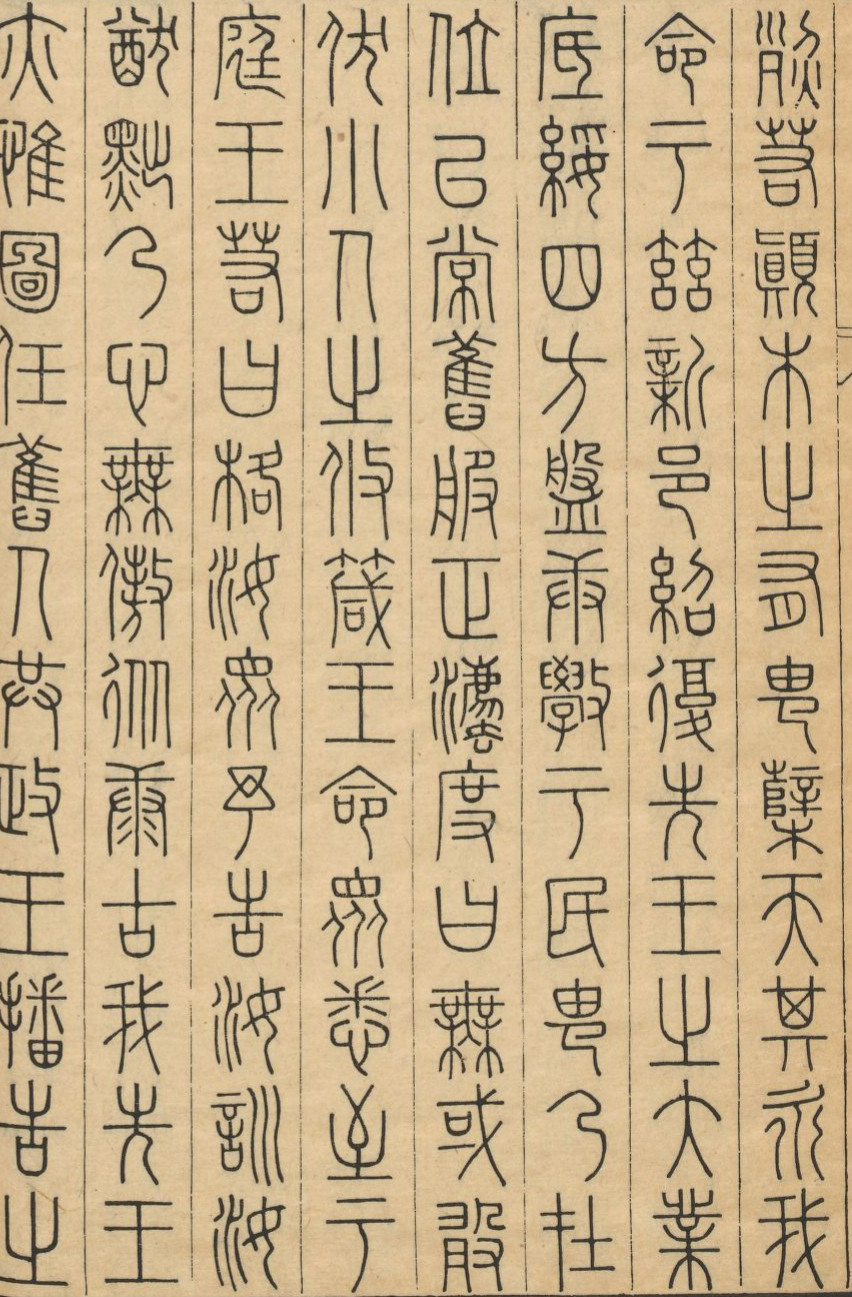 烈若顛木之有由櫱天其永我
命于茲新邑紹復先王之大業
底綏四方盤庚斆于民由乃在
位以常舊服正灋度曰無或敢
伏小人之攸箴王命眾悉至于
庭王若曰格汝眾予告汝訓汝
猷黜乃心無傲從康古我先王
亦惟圖任舊人共政王播告之